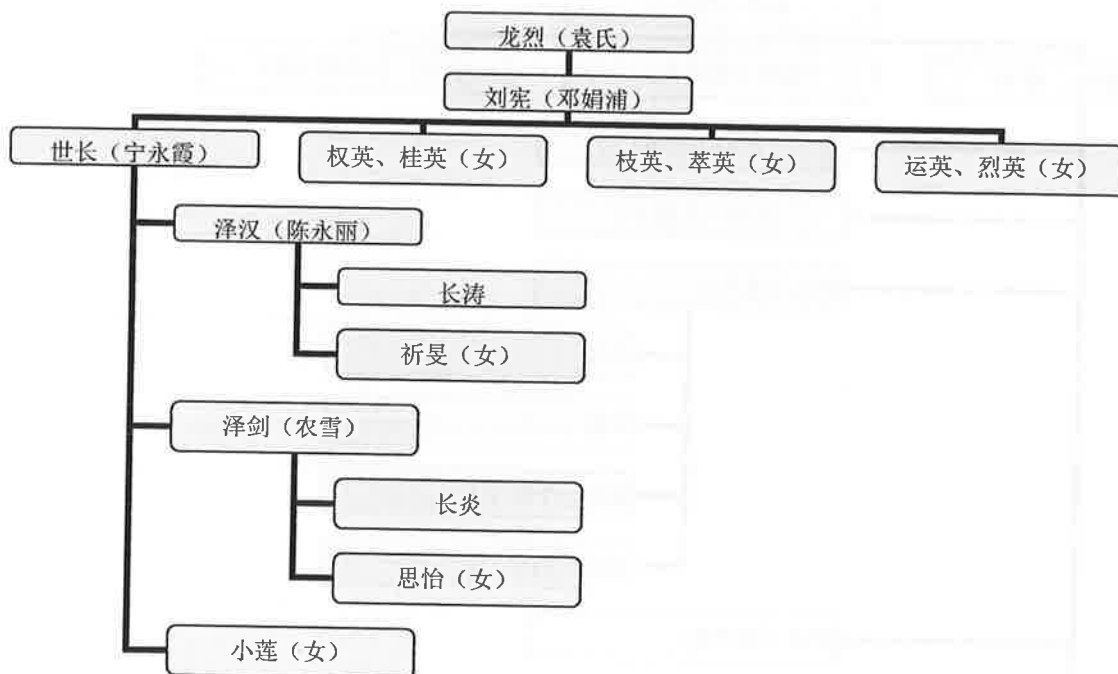 龙烈（袁氏）
刘宪（邓娟浦）
世长（宁永霞）
权英、桂英（女）
枝英、萃英（女）
运英、烈英（女）
泽汉（陈永丽）
长涛
祈旻（女）
泽剑（农雪）
长炎
思怡（女）
小莲（女）